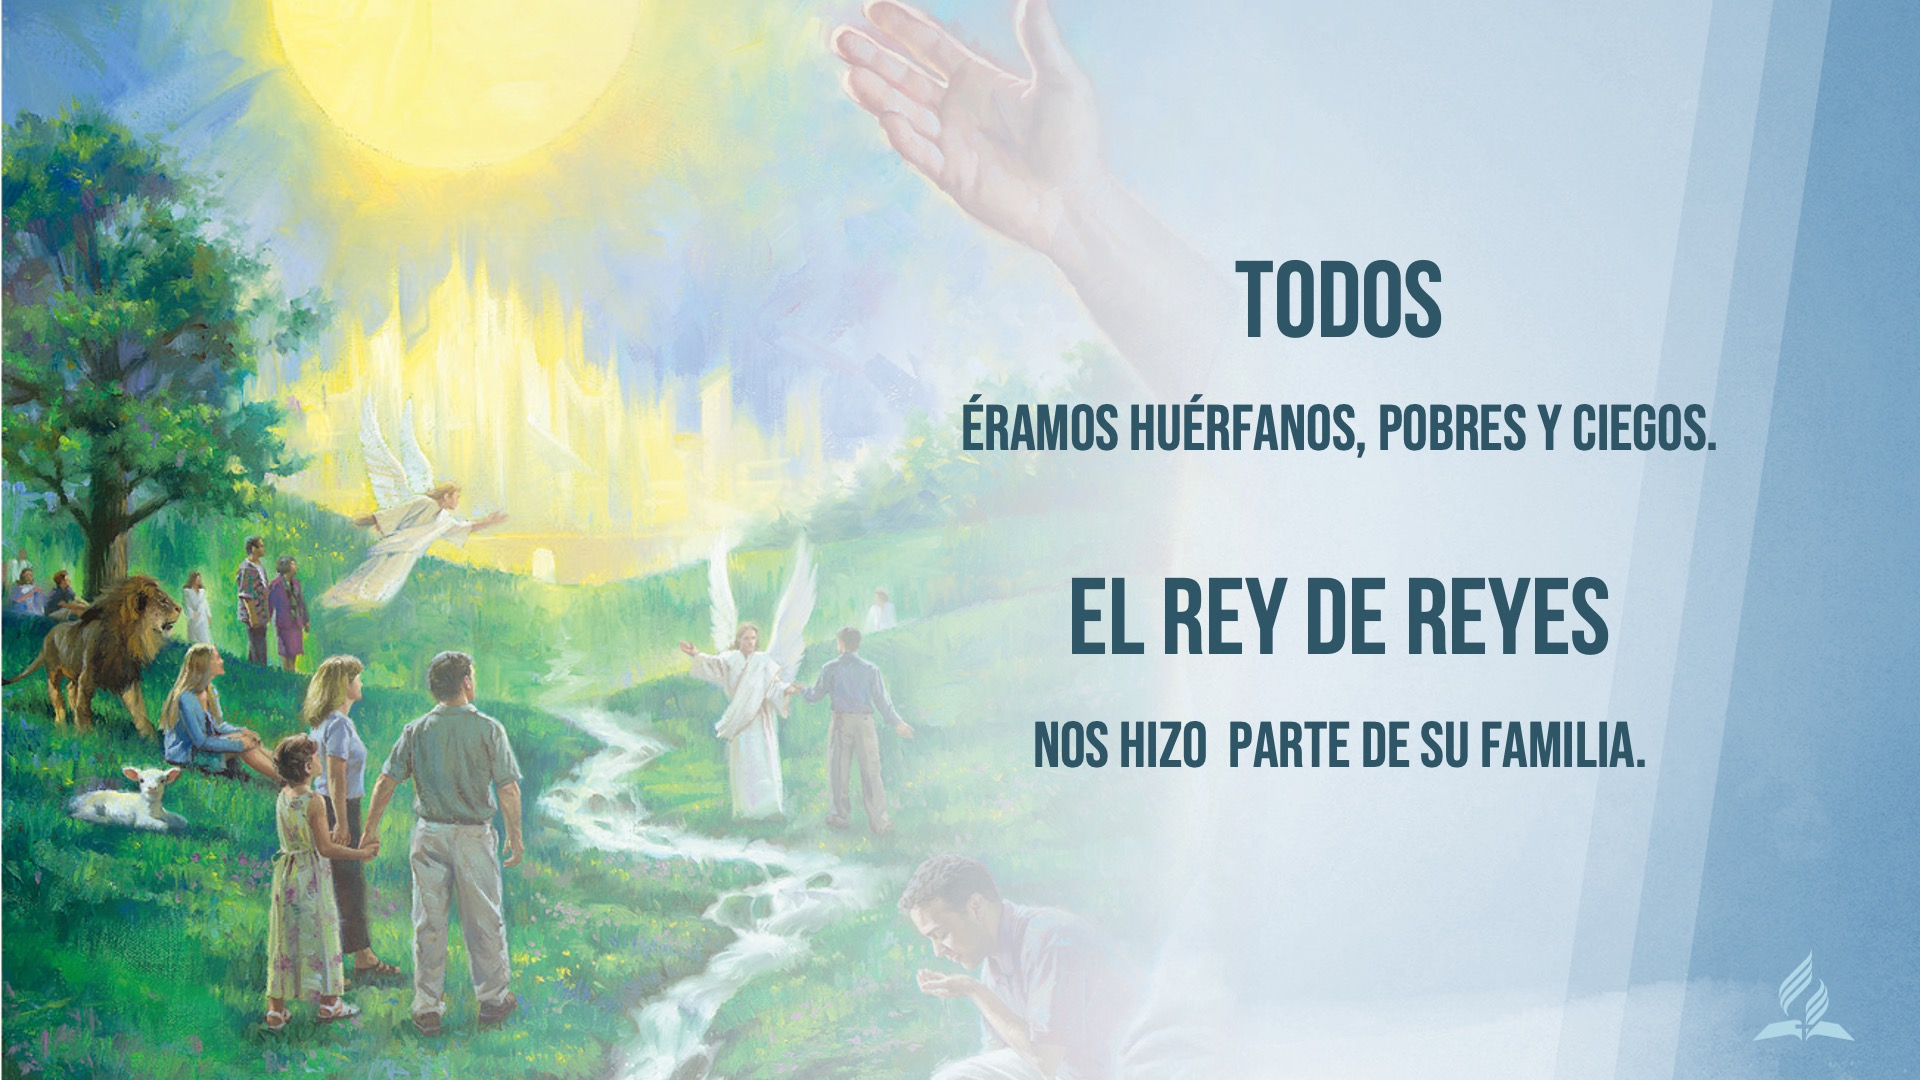 TODOS
ÉRAMOS HUÉRFANOS, POBRES Y CIEGOS.
EL REY DE REYES
NOS HIZO  PARTE DE SU FAMILIA.